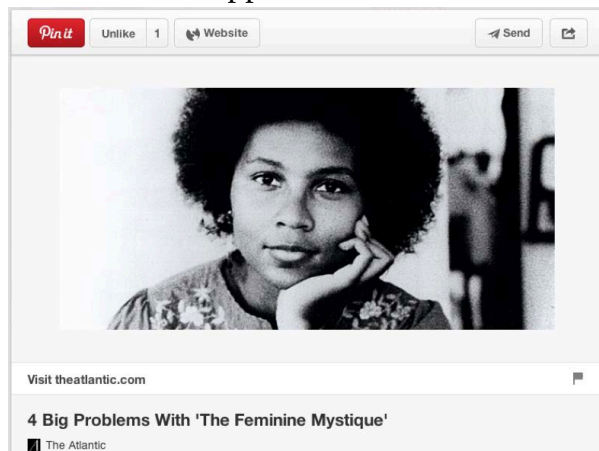 Pin it Unlike 1 Website Send
Visit theatlantic.com
4 Big Problems With 'The Feminine Mystique'
The Atlantic